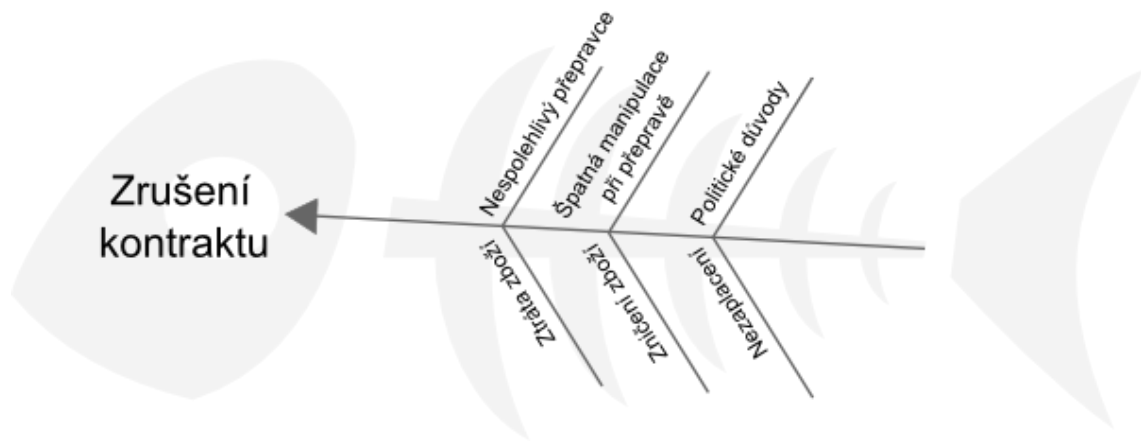 Zrušení
kontraktu
Nespolehlivý přepravce
Špatná manipulace
při přepravě
Politické důvody
Ztráta zboží
Zničení zboží
Nezaplacení